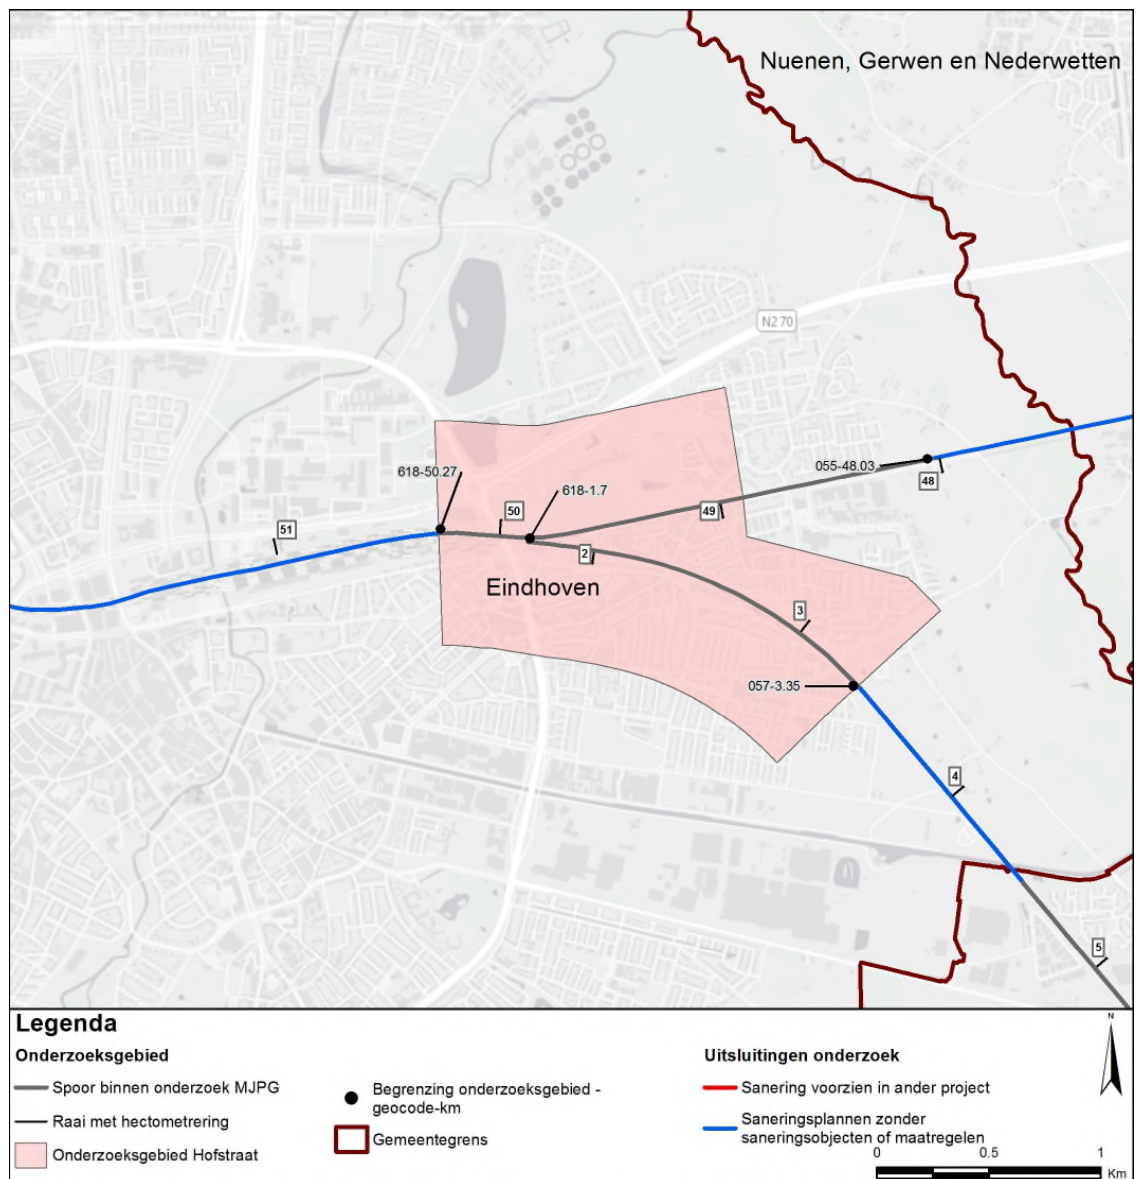 Nuenen, Gerwen en Nederwetten
N270
055-48.03
48
618-50.27
618-1.7
49
50
51
2
Eindhoven
3
057-3.35
4
5
Legenda
Onderzoeksgebied
Spoor binnen onderzoek MJPG
Raai met hectometrering
Onderzoeksgebied Hofstraat
Begrenzing onderzoeksgebied -
geocode-km
Gemeentegrens
Uitsluitingen onderzoek
Sanering voorzien in ander project
Saneringsplannen zonder
saneringsobjecten of maatregelen
N
0 0.5 1
Km